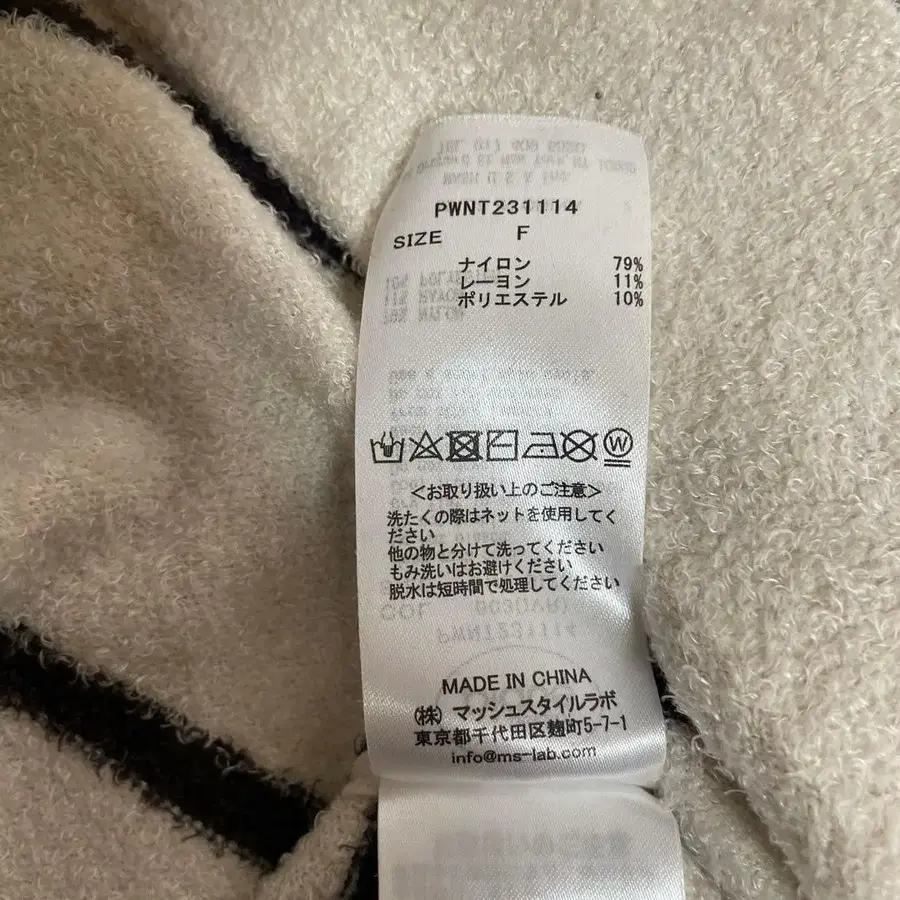 PWNT231114
SIZE F
ナイロン 79%
レーヨン 11%
ポリエステル 10%
W
＜お取り扱い上のご注意＞
洗たくの際はネットを使用してく
ださい
他の物と分けて洗ってください
もみ洗いはお避けください
脱水は短時間で処理してください
MADE IN CHINA
(株) マッシュスタイルラボ
東京都千代田区麹町5-7-1
info@ms-lab.com